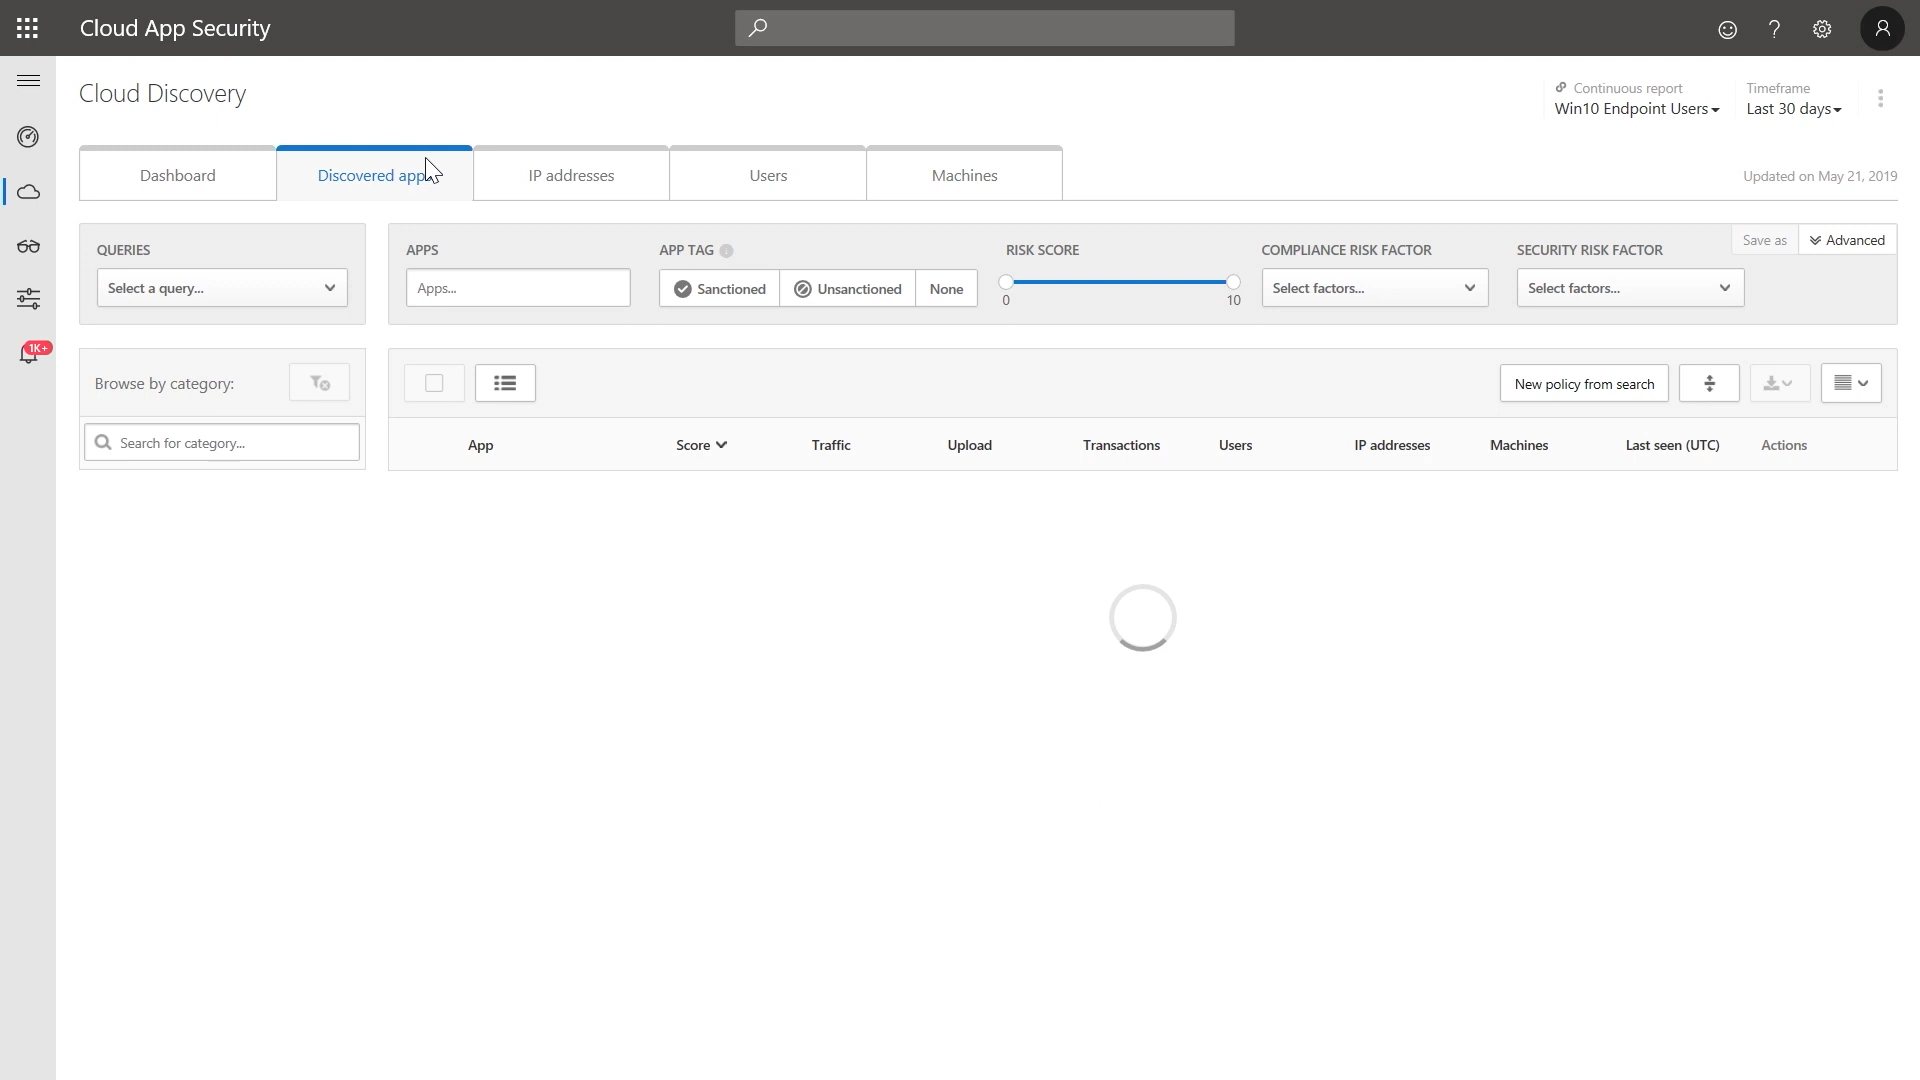 Cloud App Security
?
Cloud Discovery
Continuous report
Win10 Endpoint Users
Timeframe
Last 30 days
Dashboard
Discovered app
IP addresses
Users
Machines
Updated on May 21, 2019
QUERIES
Select a query...
APPS
Apps...
APP TAG
Sanctioned
Unsanctioned
None
RISK SCORE
0
10
COMPLIANCE RISK FACTOR
Select factors...
SECURITY RISK FACTOR
Select factors...
Save as
Advanced
1K+
Browse by category:
Search for category...
New policy from search
App
Score
Traffic
Upload
Transactions
Users
IP addresses
Machines
Last seen (UTC)
Actions